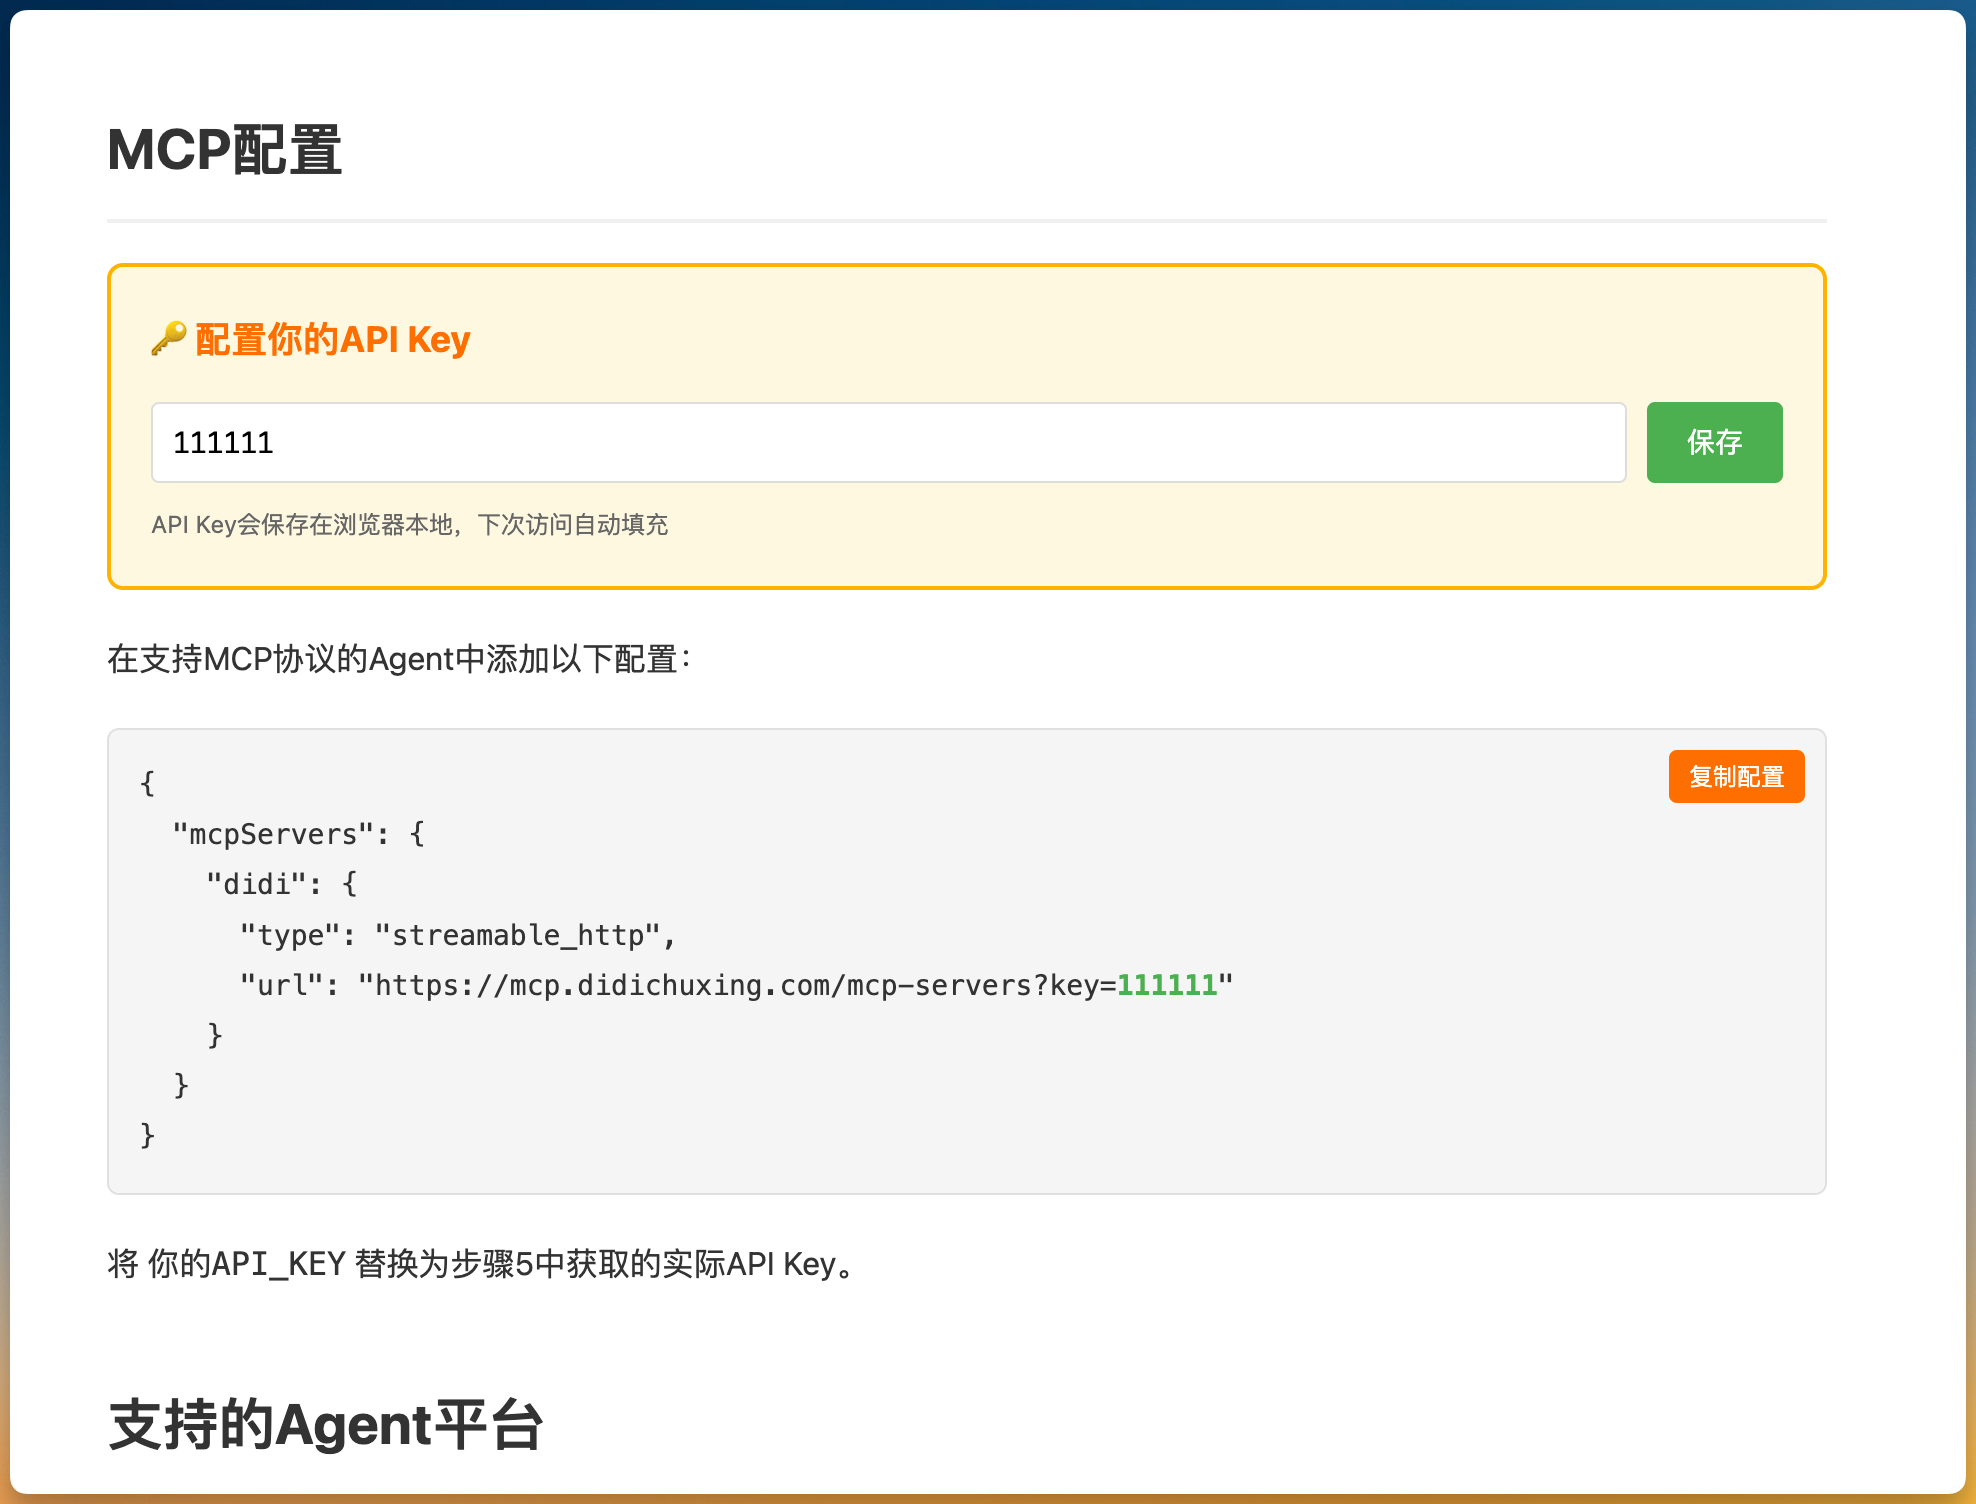 MCP配置
🔑 配置你的API Key
111111
保存
API Key会保存在浏览器本地，下次访问自动填充
在支持MCP协议的Agent中添加以下配置：
复制配置
{
  "mcpServers": {
    "didi": {
      "type": "streamable_http",
      "url": "https://mcp.didichuxing.com/mcp-servers?key=111111"
    }
  }
}
将 你的API_KEY 替换为步骤5中获取的实际API Key。
支持的Agent平台